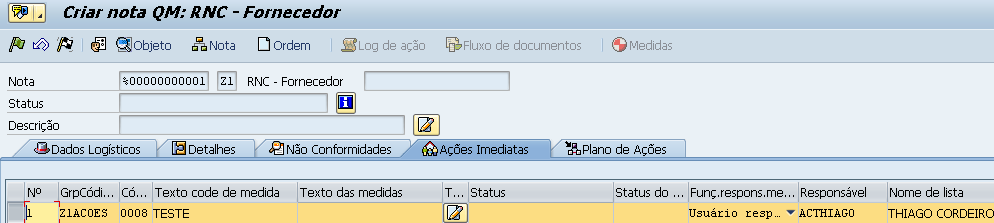 Criar nota QM: RNC - Fornecedor
Objeto Nota Ordem Log de ação Fluxo de documentos Medidas
Nota %00000000001 Z1 RNC - Fornecedor
Status
Descrição
Dados Logísticos Detalhes Não Conformidades Ações Imediatas Plano de Ações
Nº GrpCódi... Có... Texto code de medida Texto das medidas T... Status Status do ... Funç.respons.me... Responsável Nome de lista
1 Z1ACOES 0008 TESTE Usuário resp... ACTHIAGO THIAGO CORDEIRO